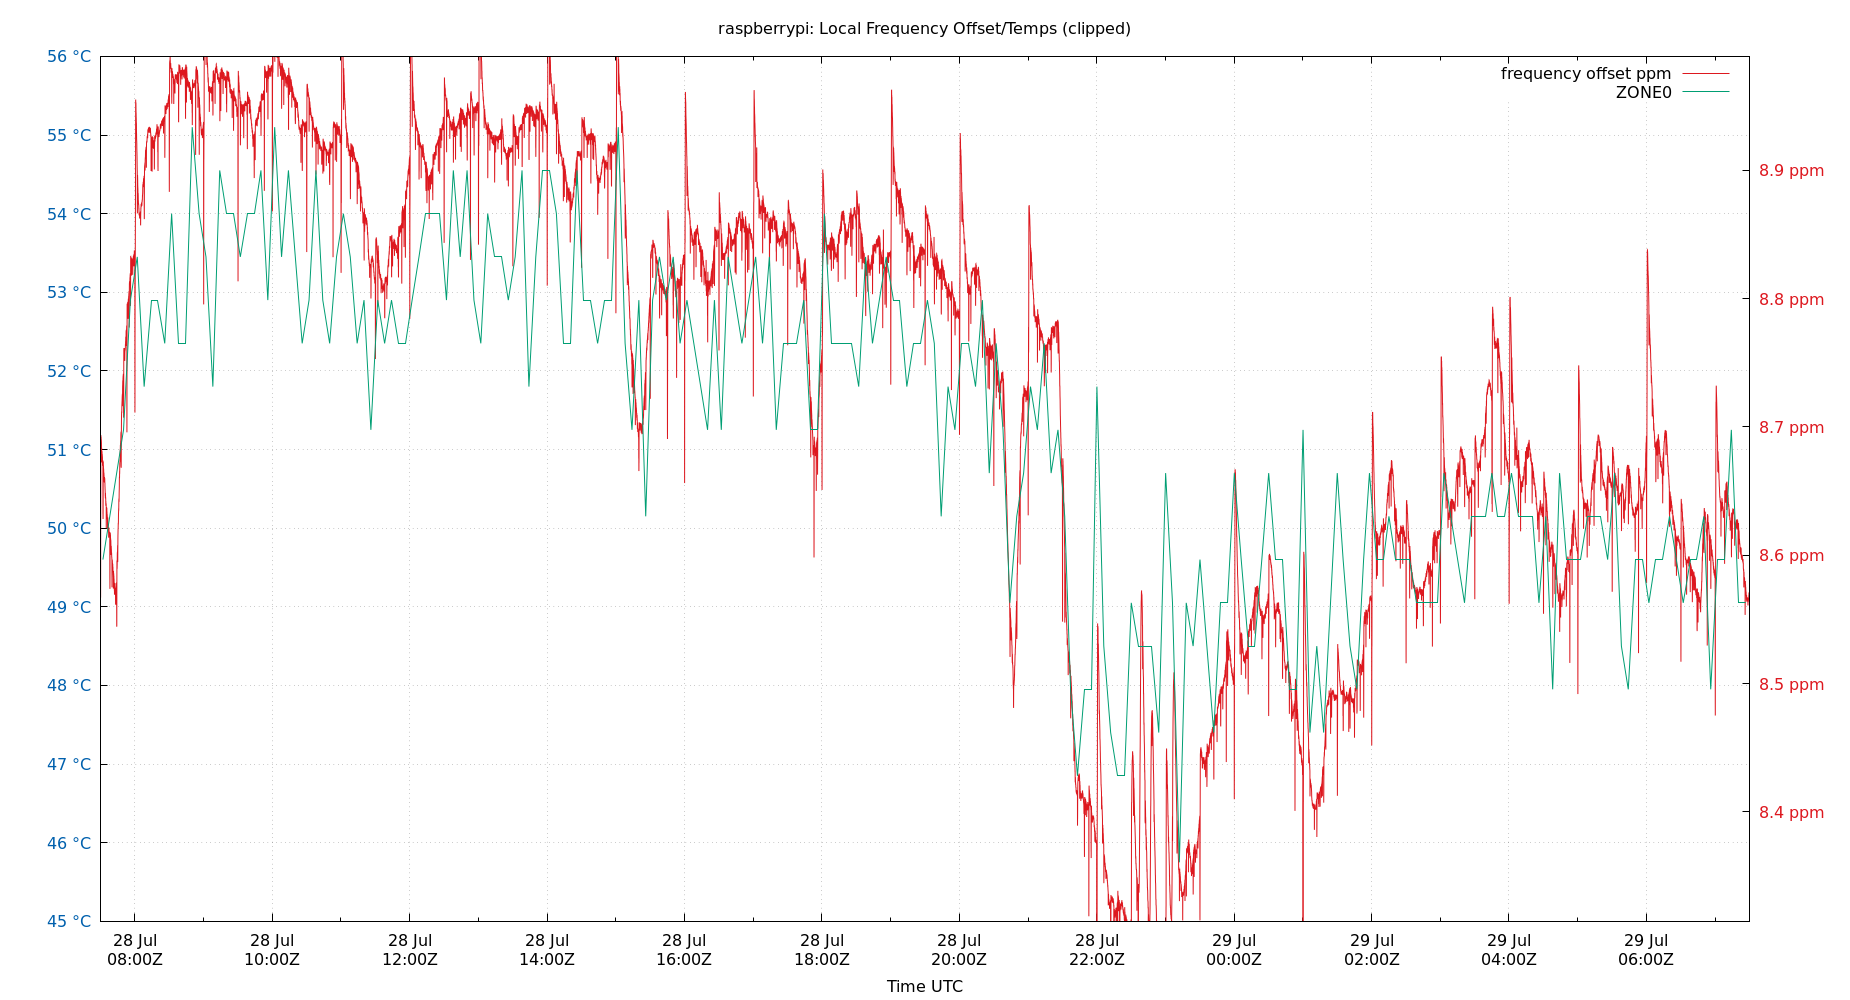 raspberrypi: Local Frequency Offset/Temps (clipped)
frequency offset ppm
ZONE0
56 °C
55 °C
54 °C
53 °C
52 °C
51 °C
50 °C
49 °C
48 °C
47 °C
46 °C
45 °C
8.9 ppm
8.8 ppm
8.7 ppm
8.6 ppm
8.5 ppm
8.4 ppm
28 Jul 28 Jul 28 Jul 28 Jul 28 Jul 28 Jul 28 Jul 28 Jul 29 Jul 29 Jul 29 Jul 29 Jul
08:00Z 10:00Z 12:00Z 14:00Z 16:00Z 18:00Z 20:00Z 22:00Z 00:00Z 02:00Z 04:00Z 06:00Z
Time UTC